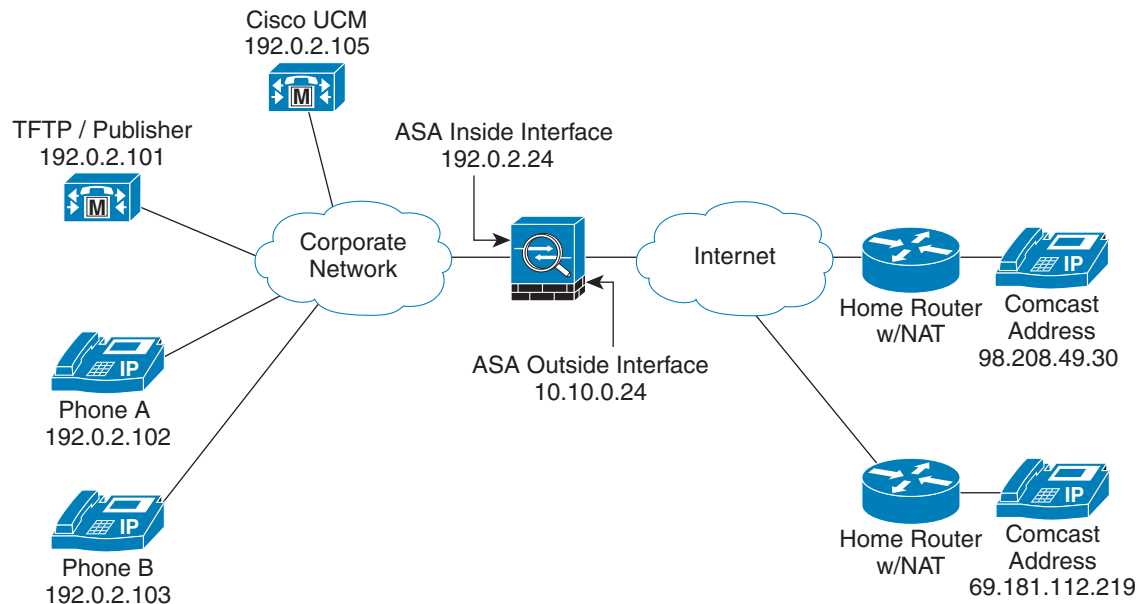 Cisco UCM
192.0.2.105
M
TFTP / Publisher
192.0.2.101
M
ASA Inside Interface
192.0.2.24
Corporate
Network
Internet
IP
Home Router
w/NAT
Comcast
Address
98.208.49.30
ASA Outside Interface
10.10.0.24
IP
Phone A
192.0.2.102
IP
Phone B
192.0.2.103
IP
Home Router
w/NAT
Comcast
Address
69.181.112.219